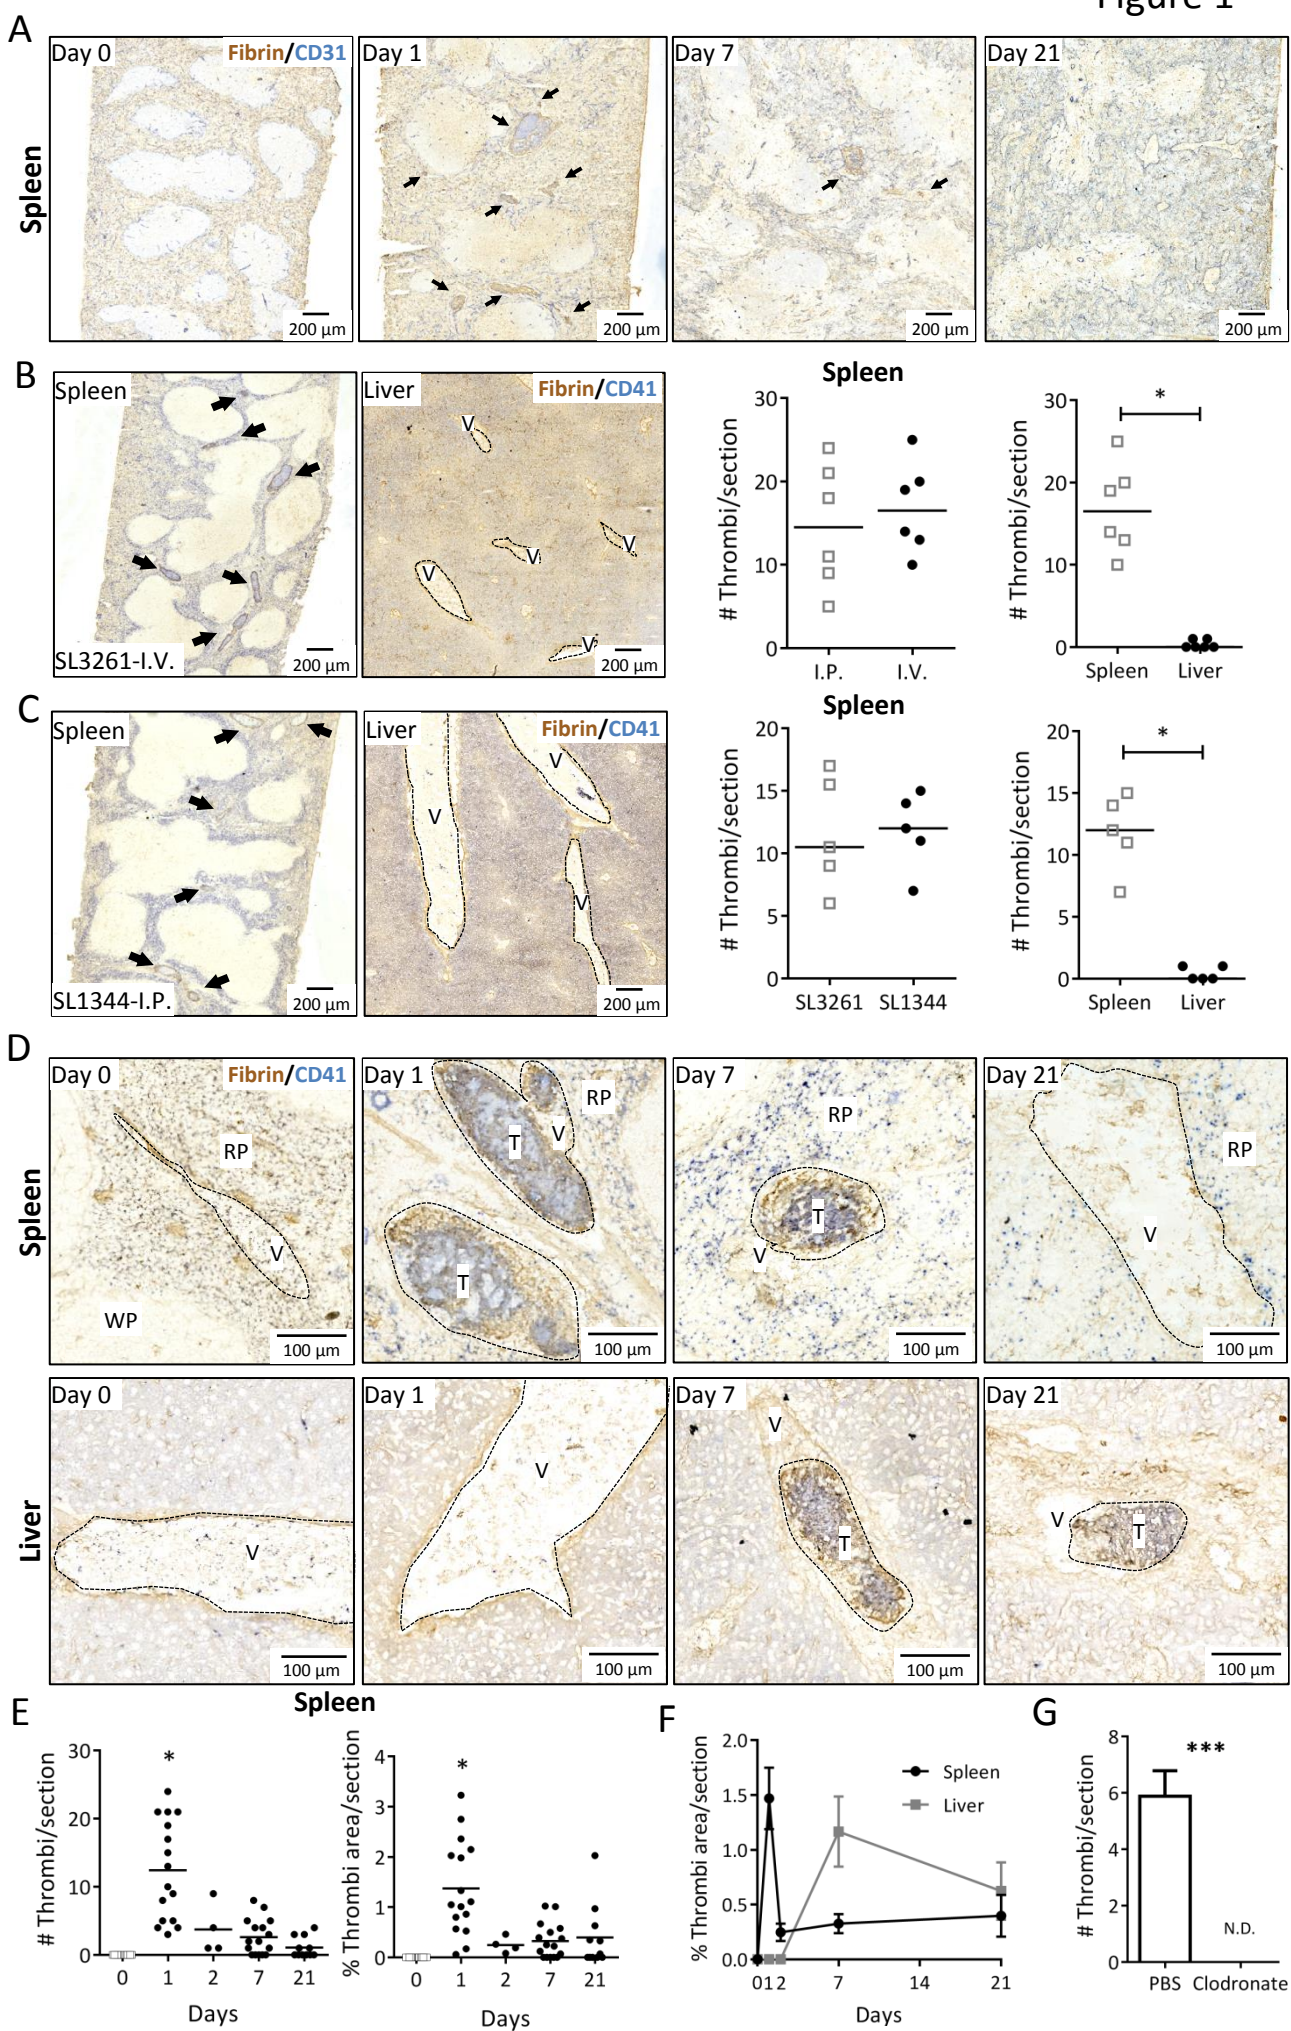 Figure 1
A
Day 0 Fibrin/CD31 Day 1 Day 7 Day 21
Spleen
200 µm 200 µm 200 µm 200 µm
B
Spleen Liver Fibrin/CD41
V
V
V
V
V
SL3261-I.V. 200 µm 200 µm
Spleen
# Thrombi/section
30
20
10
0
I.P. I.V.
*
# Thrombi/section
30
20
10
0
Spleen Liver
C
Spleen Liver Fibrin/CD41
V
V
V
SL1344-I.P. 200 µm 200 µm
Spleen
# Thrombi/section
20
15
10
5
0
SL3261 SL1344
*
# Thrombi/section
20
15
10
5
0
Spleen Liver
D
Day 0 Fibrin/CD41 Day 1 Day 7 Day 21
Spleen
RP V WP 100 µm
RP V T T 100 µm
RP T V 100 µm
RP V 100 µm
Day 0 Day 1 Day 7 Day 21
Liver
V 100 µm
V 100 µm
V T 100 µm
V T 100 µm
E
Spleen
# Thrombi/section
30
20
10
0
*
0 1 2 7 21
Days
% Thrombi area/section
4
3
2
1
0
*
0 1 2 7 21
Days
F
% Thrombi area/section
2.0
1.5
1.0
0.5
0.0
Spleen
Liver
0 1 2 7 14 21
Days
G
# Thrombi/section
8
6
4
2
0
***
N.D.
PBS Clodronate